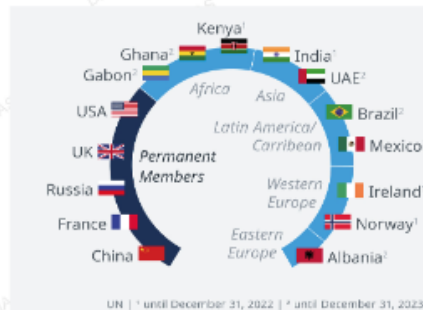 Kenya¹
Ghana²
India¹
Gabon²
UAE²
Africa
Asia
USA
Brazil²
Latin America/
Carribean
UK
Mexico
Permanent
Members
Western
Europe
Russia
Ireland
France
Norway¹
Eastern
Europe
China
Albania²
UN | ¹ until December 31, 2022 | ² until December 31, 2023